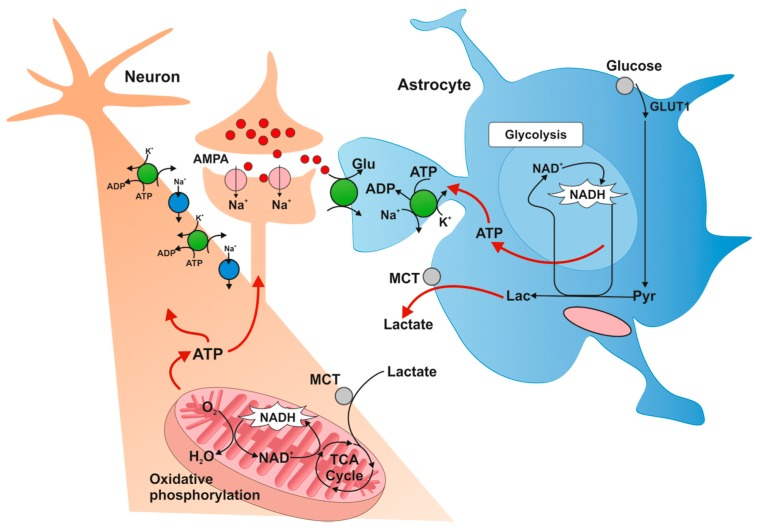 Neuron
Astrocyte
Glucose
GLUT1
Glycolysis
NAD⁺
NADH
AMPA
Na⁺
Na⁺
Glu
ATP
ADP
Na⁺
K⁺
ATP
K⁺
ADP
ATP
Na⁺
K⁺
ADP
ATP
Na⁺
MCT
Lac
Pyr
Lactate
ATP
MCT
Lactate
O₂
NADH
H₂O
NAD⁺
TCA
Cycle
Oxidative
phosphorylation